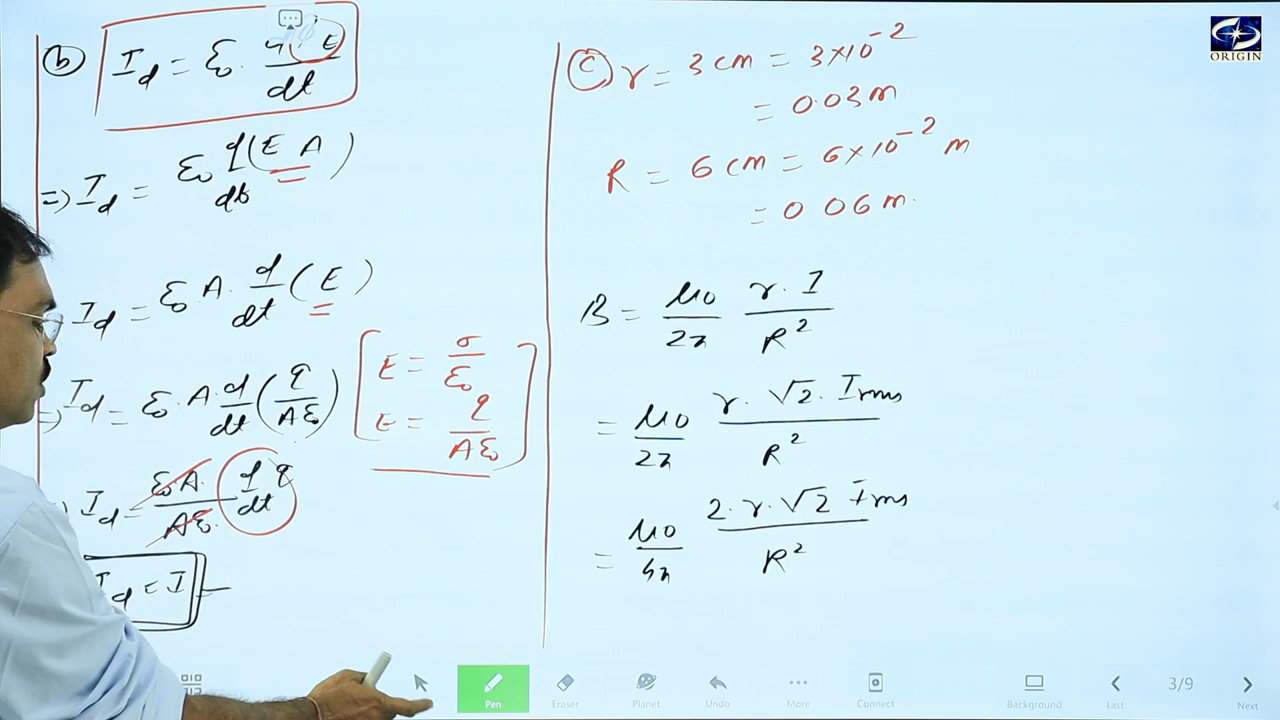 (b) I_d = ε₀ · dϕ_E/dt
=> I_d = ε₀ d(E A)/dt
I_d = ε₀ A · d/dt (E)
=> I_d = ε₀ · A · d/dt (q/Aε₀)
[E = σ/ε₀
E = q/Aε₀]
=> I_d = ε₀ A/Aε₀ · d/dt q
I_d = I
(c) r = 3 cm = 3×10⁻²
= 0.03 m
R = 6 cm = 6×10⁻² m
= 0 06 m.
B = μ₀/2π r · I/R²
= μ₀/2π r · √2 · Irms/R²
= μ₀/4π 2 · r · √2 Irms/R²
ORIGIN
Pen
Eraser
Planet
Undo
More
Connect
Background
Last
3/9
Next